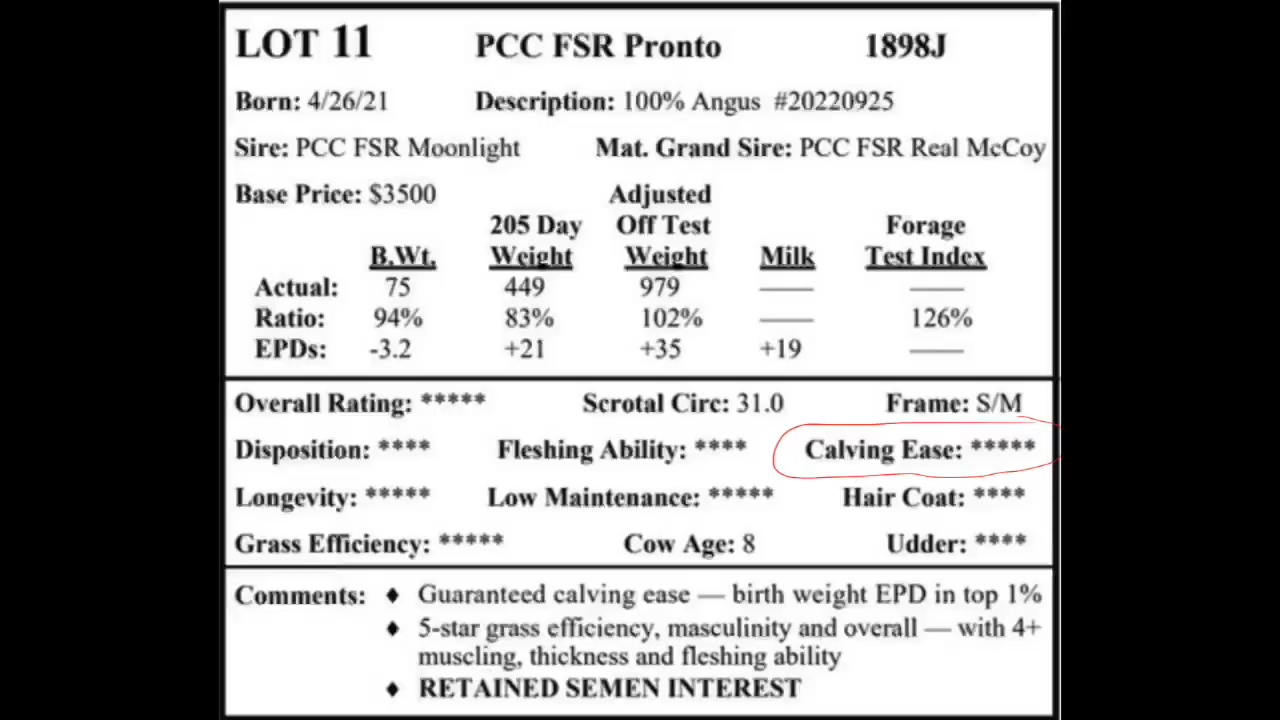 LOT 11 PCC FSR Pronto 1898J
Born: 4/26/21 Description: 100% Angus #20220925
Sire: PCC FSR Moonlight Mat. Grand Sire: PCC FSR Real McCoy
Base Price: $3500 Adjusted
205 Day Off Test Forage
B.Wt. Weight Weight Milk Test Index
Actual: 75 449 979 —— ——
Ratio: 94% 83% 102% —— 126%
EPDs: -3.2 +21 +35 +19 ——
Overall Rating: ***** Scrotal Circ: 31.0 Frame: S/M
Disposition: **** Fleshing Ability: **** Calving Ease: *****
Longevity: ***** Low Maintenance: ***** Hair Coat: ****
Grass Efficiency: ***** Cow Age: 8 Udder: ****
Comments: ♦ Guaranteed calving ease — birth weight EPD in top 1%
♦ 5-star grass efficiency, masculinity and overall — with 4+
muscling, thickness and fleshing ability
♦ RETAINED SEMEN INTEREST